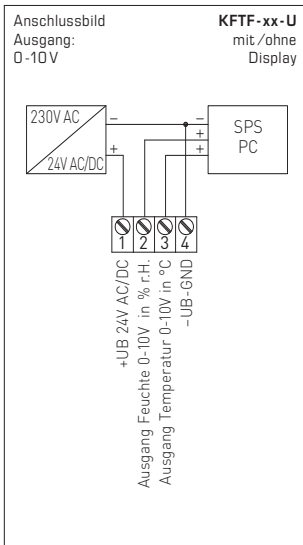 Anschlussbild KFTF-xx-U
Ausgang: mit/ohne
0-10V Display
230V AC
24V AC/DC
–
+
–
+
+
SPS
PC
1 2 3 4
+UB 24V AC/DC
Ausgang Feuchte 0-10V in % r.H.
Ausgang Temperatur 0-10V in °C
–UB-GND